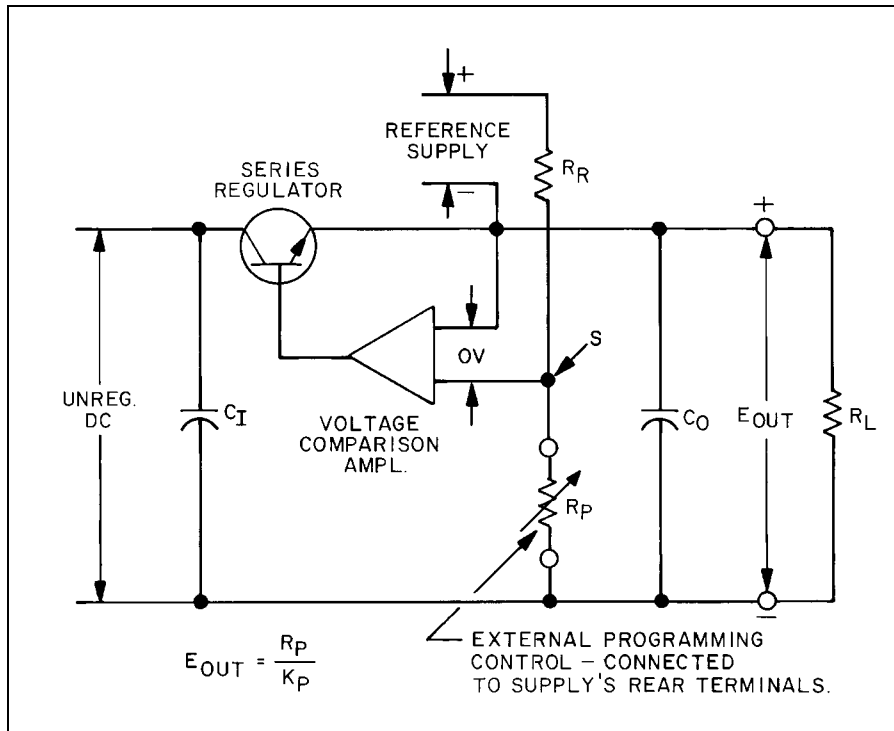 +
REFERENCE
SUPPLY
−
SERIES
REGULATOR
R_R
+
S
OV
UNREG.
DC
C_I
VOLTAGE
COMPARISON
AMPL.
C_O
E_OUT
R_L
R_P
−
E_OUT = R_P / K_P
EXTERNAL PROGRAMMING
CONTROL – CONNECTED
TO SUPPLY'S REAR TERMINALS.